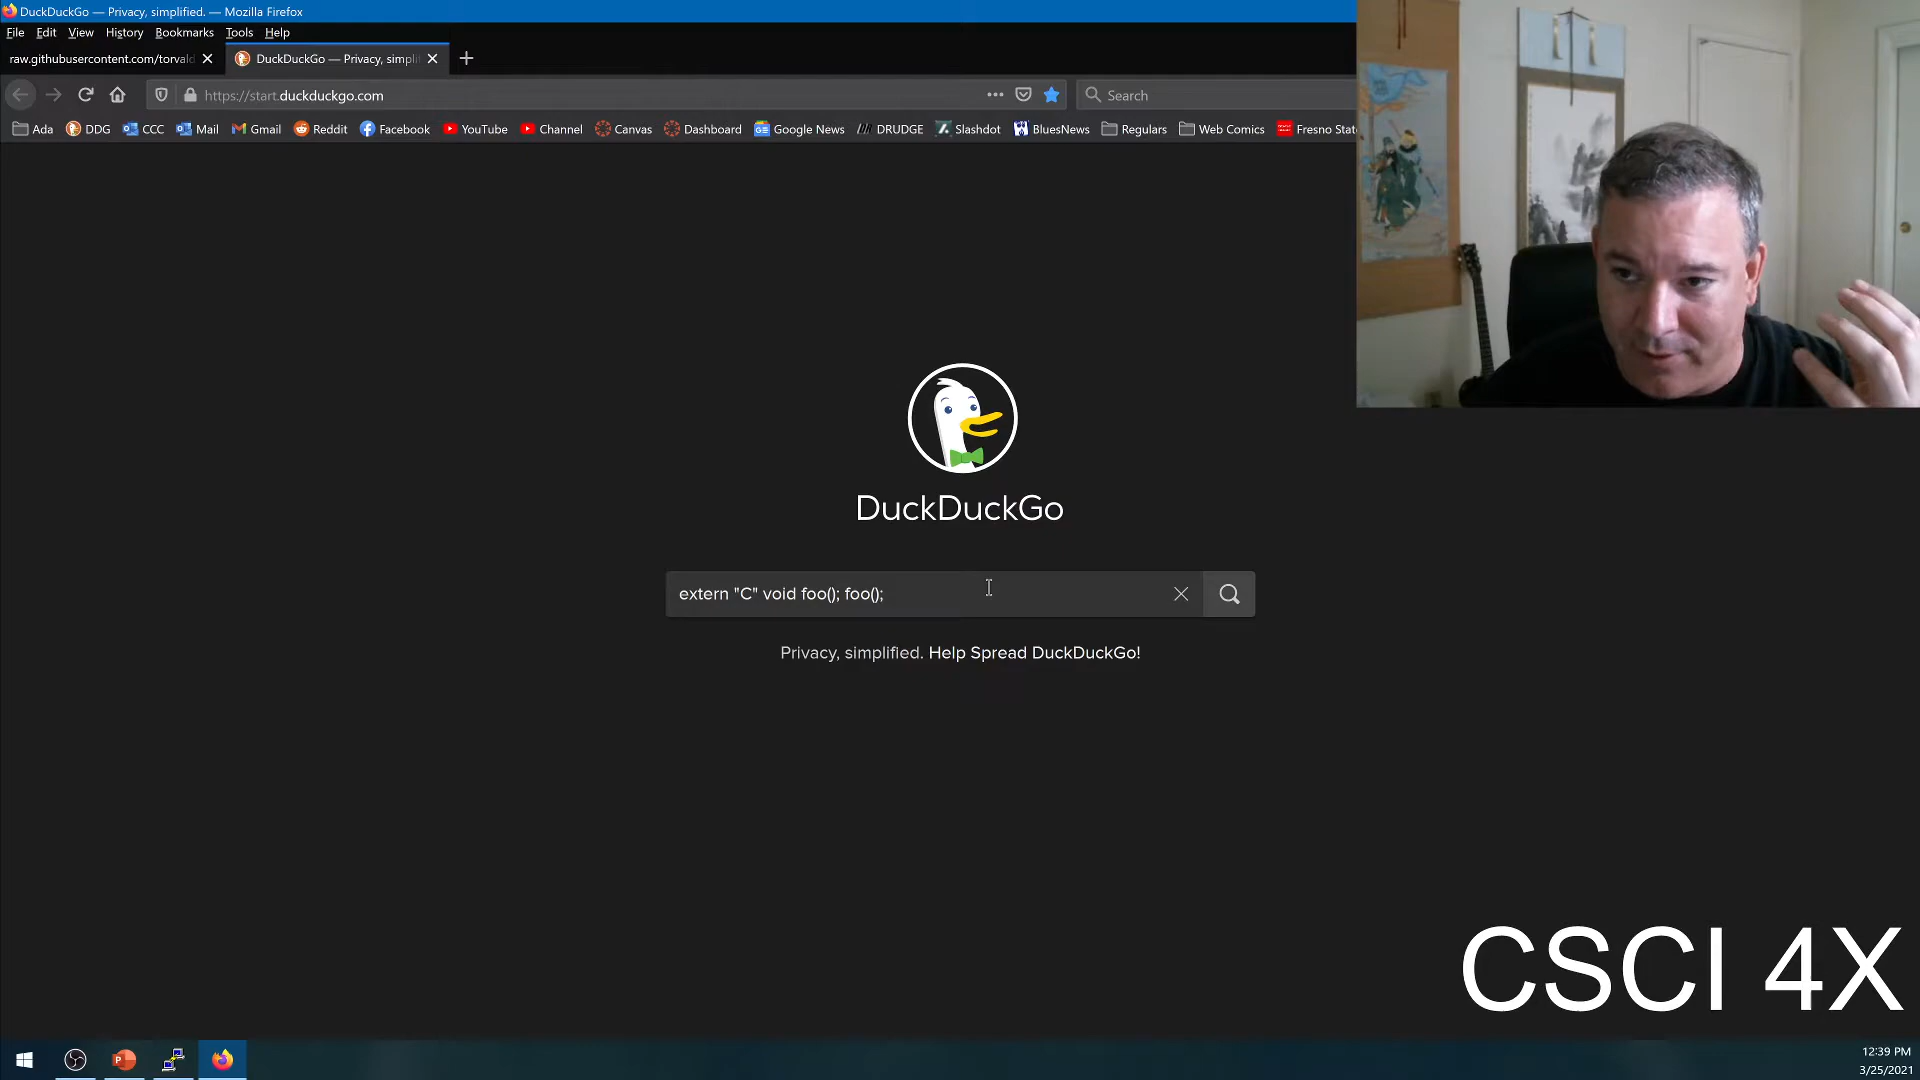 DuckDuckGo — Privacy, simplified. — Mozilla Firefox
File Edit View History Bookmarks Tools Help
raw.githubusercontent.com/torvald DuckDuckGo — Privacy, simpli
https://start.duckduckgo.com Search
Ada DDG CCC Mail Gmail Reddit Facebook YouTube Channel Canvas Dashboard Google News DRUDGE Slashdot BluesNews Regulars Web Comics Fresno Stat
DuckDuckGo
extern "C" void foo(); foo();
Privacy, simplified. Help Spread DuckDuckGo!
CSCI 4X
12:39 PM
3/25/2021